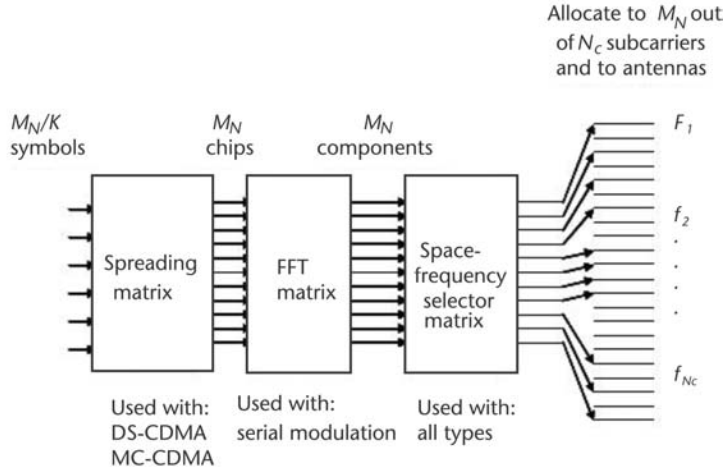 Allocate to M_N out
of N_c subcarriers
and to antennas
M_N/K
symbols
M_N
chips
M_N
components
F_1
f_2
.
.
.
.
f_Nc
Spreading
matrix
FFT
matrix
Space-
frequency
selector
matrix
Used with:
DS-CDMA
MC-CDMA
Used with:
serial modulation
Used with:
all types